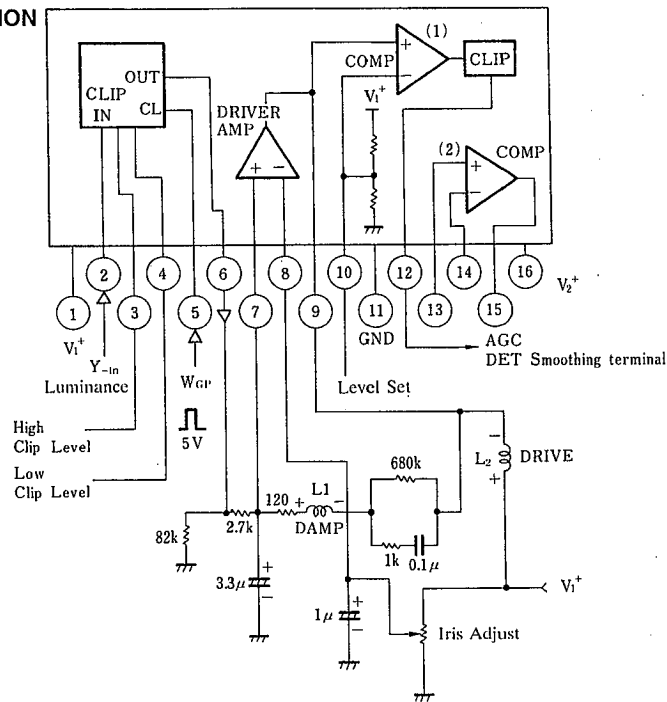 ION
(1)
OUT
COMP
CLIP
CLIP
CL
IN
DRIVER
AMP
V₁⁺
(2)
COMP
+
−
+
−
+
−
2
4
6
8
10
12
14
16
1
3
5
7
9
11
13
15
V₂⁺
V₁⁺
GND
AGC
DET Smoothing terminal
Y-in
Luminance
WGP
Level Set
5V
High
Clip Level
Low
Clip Level
680k
L₂
−
+
DRIVE
82k
2.7k
120
+
L1
−
DAMP
1k
0.1μ
3.3μ
+
−
1μ
+
−
V₁⁺
Iris Adjust